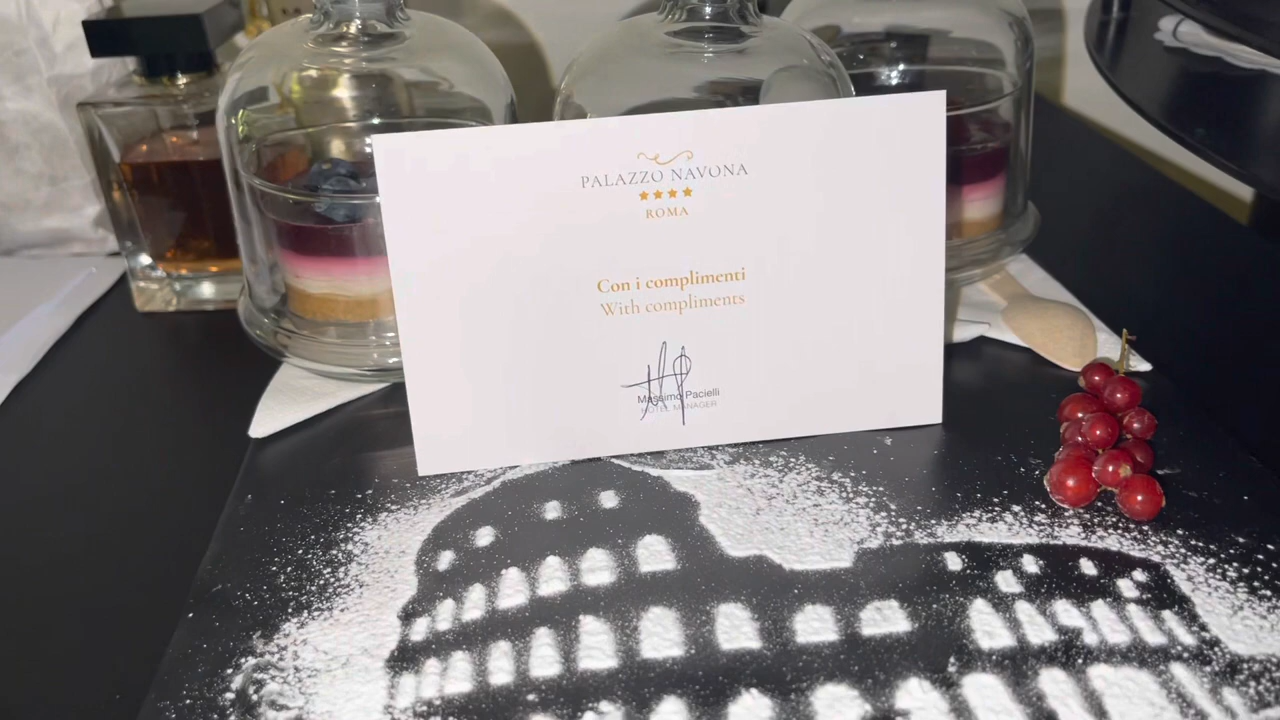 PALAZZO NAVONA
ROMA
Con i complimenti
With compliments
Massimo Pacielli
HOTEL MANAGER